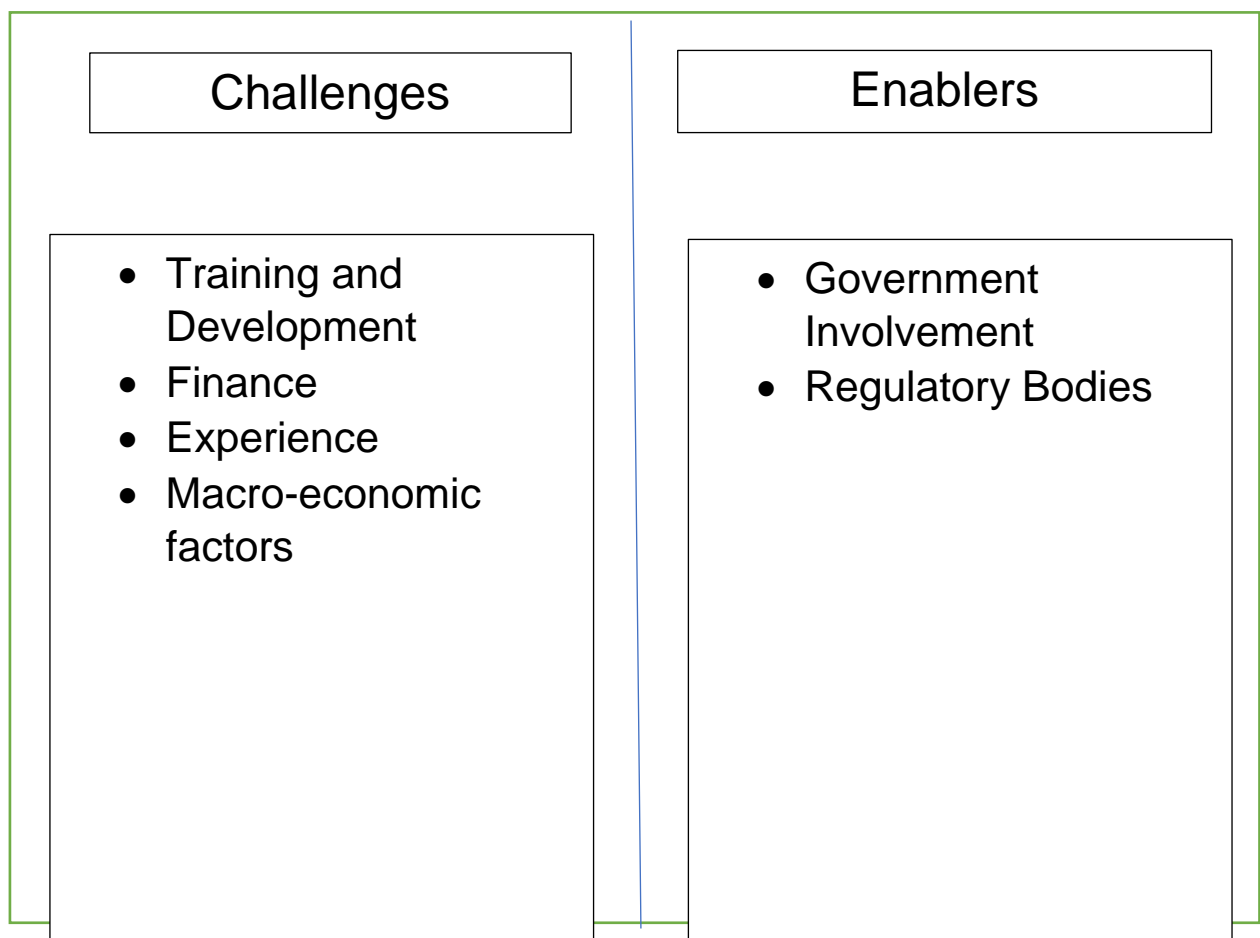 Challenges
• Training and
Development
• Finance
• Experience
• Macro-economic
factors
Enablers
• Government
Involvement
• Regulatory Bodies